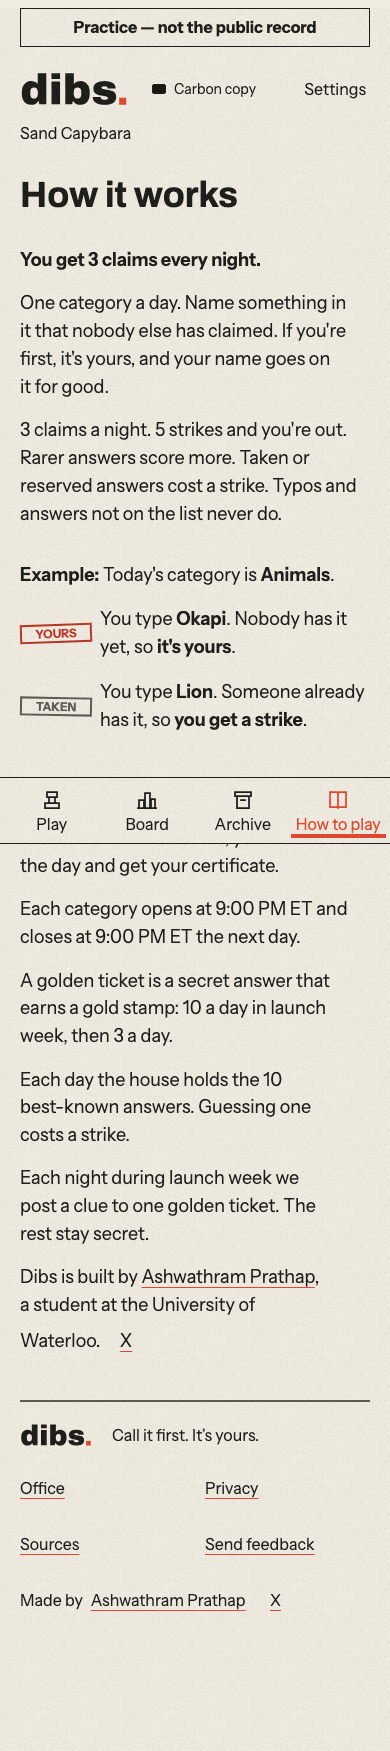 Practice — not the public record
dibs.
Carbon copy
Settings
Sand Capybara
How it works
You get 3 claims every night.
One category a day. Name something in
it that nobody else has claimed. If you're
first, it's yours, and your name goes on
it for good.
3 claims a night. 5 strikes and you're out.
Rarer answers score more. Taken or
reserved answers cost a strike. Typos and
answers not on the list never do.
Example: Today's category is Animals.
YOURS
You type Okapi. Nobody has it
yet, so it's yours.
TAKEN
You type Lion. Someone already
has it, so you get a strike.
Play
Board
Archive
How to play
the day and get your certificate.
Each category opens at 9:00 PM ET and
closes at 9:00 PM ET the next day.
A golden ticket is a secret answer that
earns a gold stamp: 10 a day in launch
week, then 3 a day.
Each day the house holds the 10
best-known answers. Guessing one
costs a strike.
Each night during launch week we
post a clue to one golden ticket. The
rest stay secret.
Dibs is built by Ashwathram Prathap,
a student at the University of
Waterloo. X
dibs. Call it first. It's yours.
Office
Privacy
Sources
Send feedback
Made by Ashwathram Prathap X